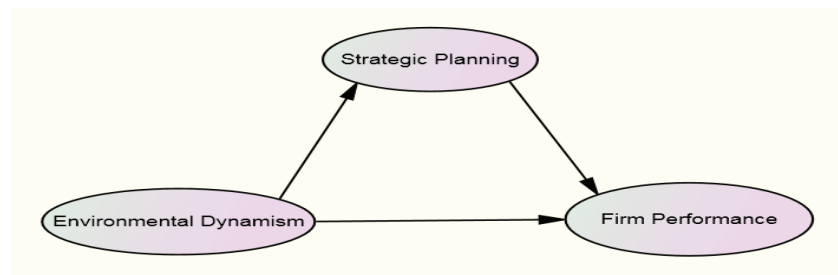 Strategic Planning
Environmental Dynamism
Firm Performance